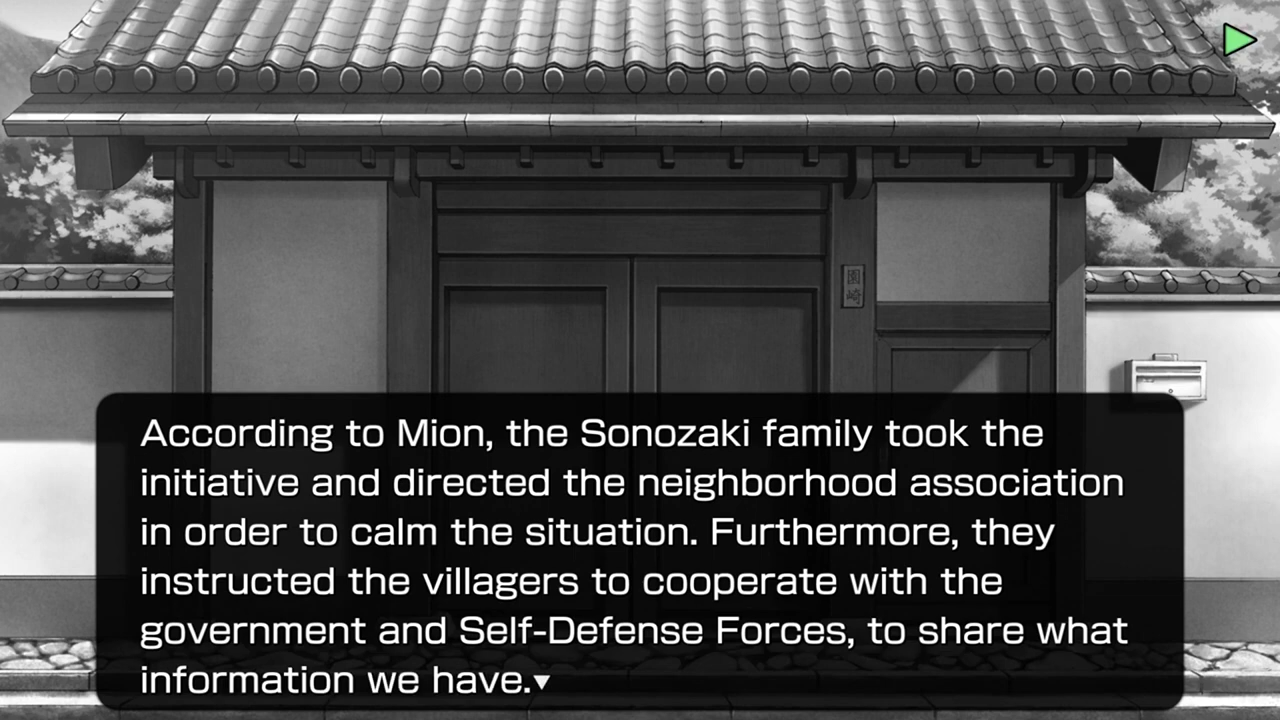 園
崎
According to Mion, the Sonozaki family took the
initiative and directed the neighborhood association
in order to calm the situation. Furthermore, they
instructed the villagers to cooperate with the
government and Self-Defense Forces, to share what
information we have.▼